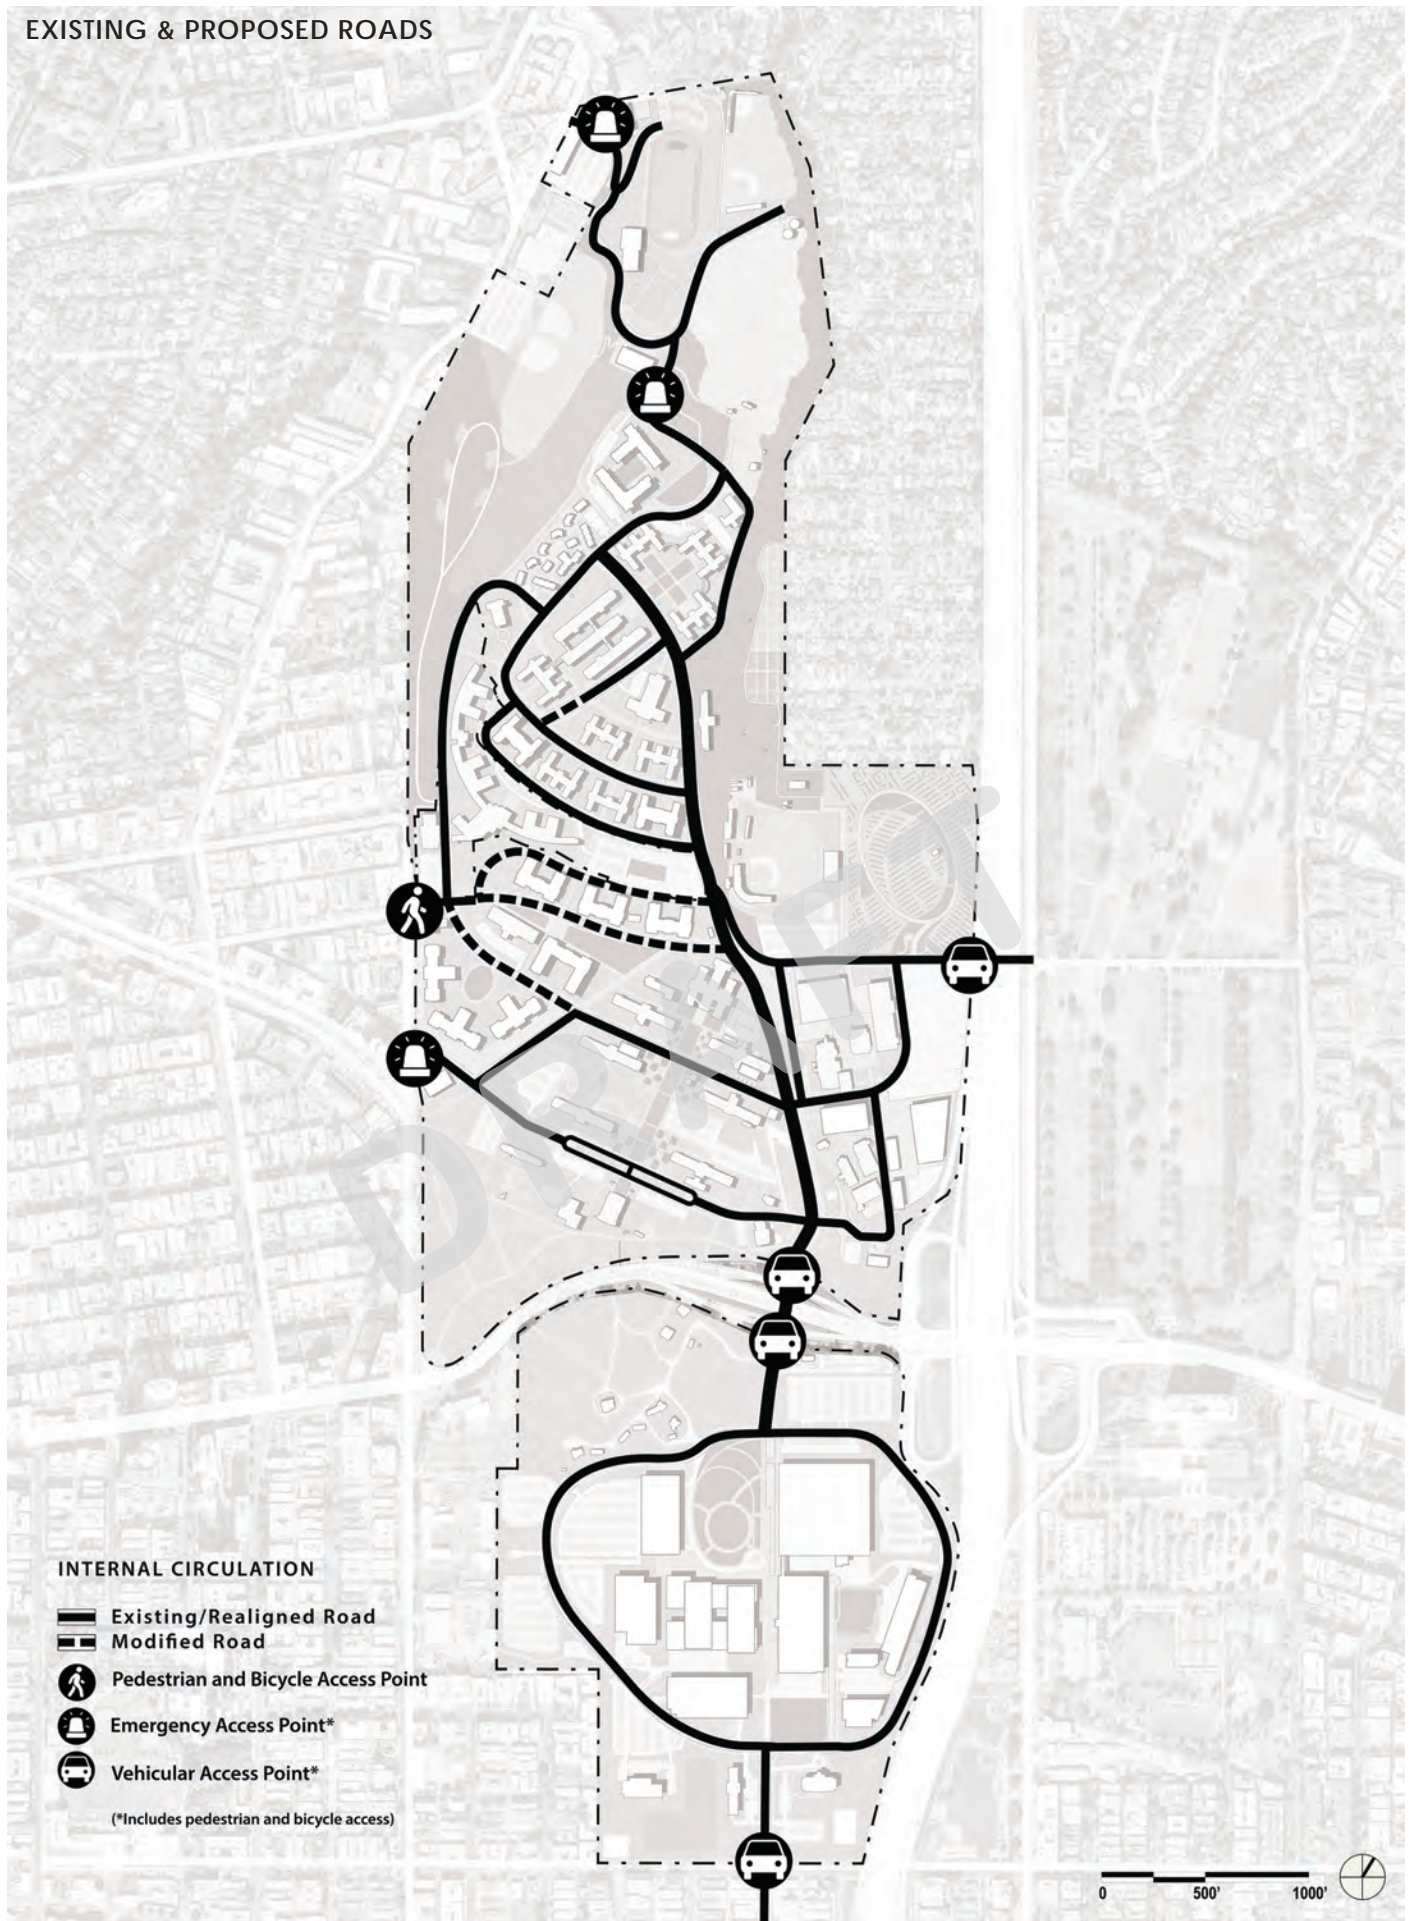 EXISTING & PROPOSED ROADS
DRAFT
INTERNAL CIRCULATION
Existing/Realigned Road
Modified Road
Pedestrian and Bicycle Access Point
Emergency Access Point*
Vehicular Access Point*
(*Includes pedestrian and bicycle access)
0 500' 1000'